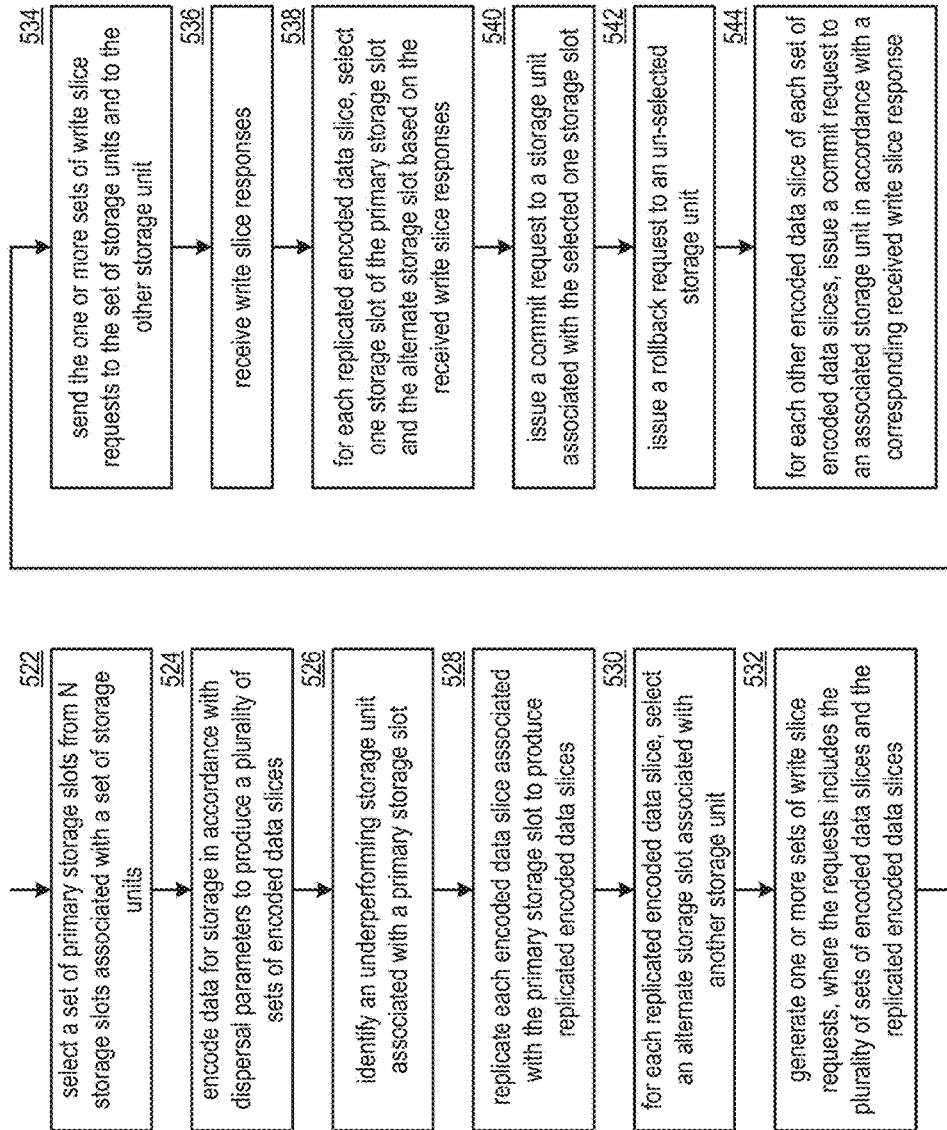 522
select a set of primary storage slots from N
storage slots associated with a set of storage
units
524
encode data for storage in accordance with
dispersal parameters to produce a plurality of
sets of encoded data slices
526
identify an underperforming storage unit
associated with a primary storage slot
528
replicate each encoded data slice associated
with the primary storage slot to produce
replicated encoded data slices
530
for each replicated encoded data slice, select
an alternate storage slot associated with
another storage unit
532
generate one or more sets of write slice
requests, where the requests includes the
plurality of sets of encoded data slices and the
replicated encoded data slices
534
send the one or more sets of write slice
requests to the set of storage units and to the
other storage unit
536
receive write slice responses
538
for each replicated encoded data slice, select
one storage slot of the primary storage slot
and the alternate storage slot based on the
received write slice responses
540
issue a commit request to a storage unit
associated with the selected one storage slot
542
issue a rollback request to an un-selected
storage unit
544
for each other encoded data slice of each set of
encoded data slices, issue a commit request to
an associated storage unit in accordance with a
corresponding received write slice response